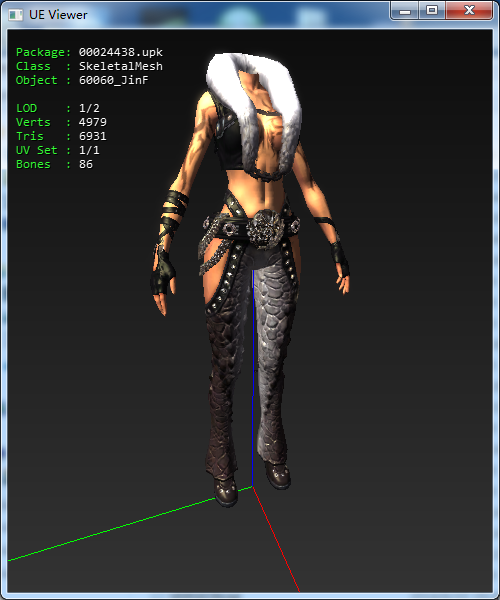 UE Viewer
Package: 00024438.upk
Class : SkeletalMesh
Object : 60060_JinF
LOD : 1/2
Verts : 4979
Tris : 6931
UV Set : 1/1
Bones : 86